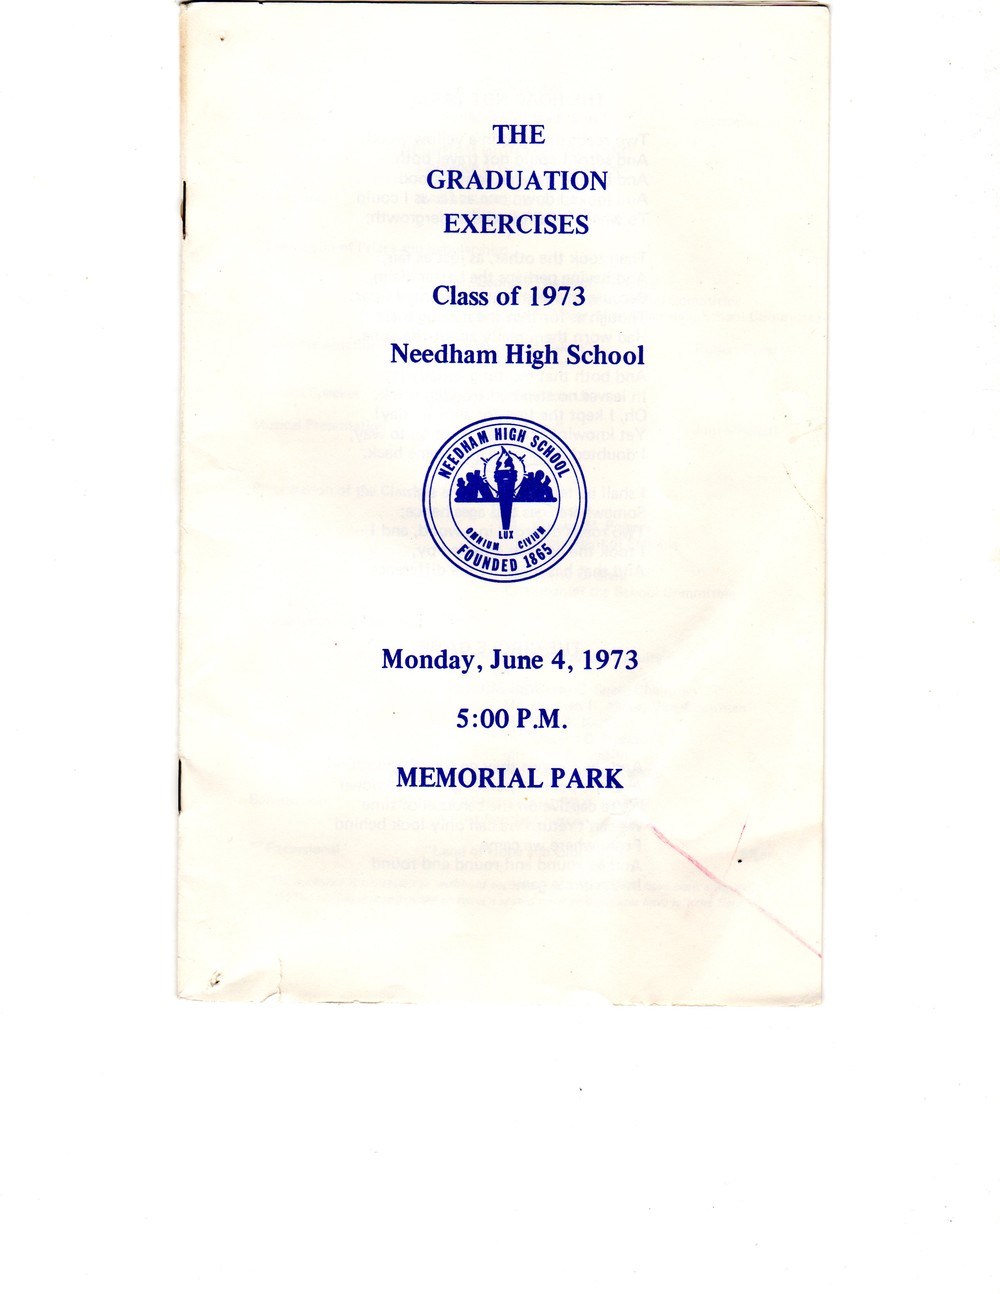 THE
GRADUATION
EXERCISES
Class of 1973
Needham High School
NEEDHAM HIGH SCHOOL
LUX
OMNIUM CIVIUM
FOUNDED 1865
Monday, June 4, 1973
5:00 P.M.
MEMORIAL PARK